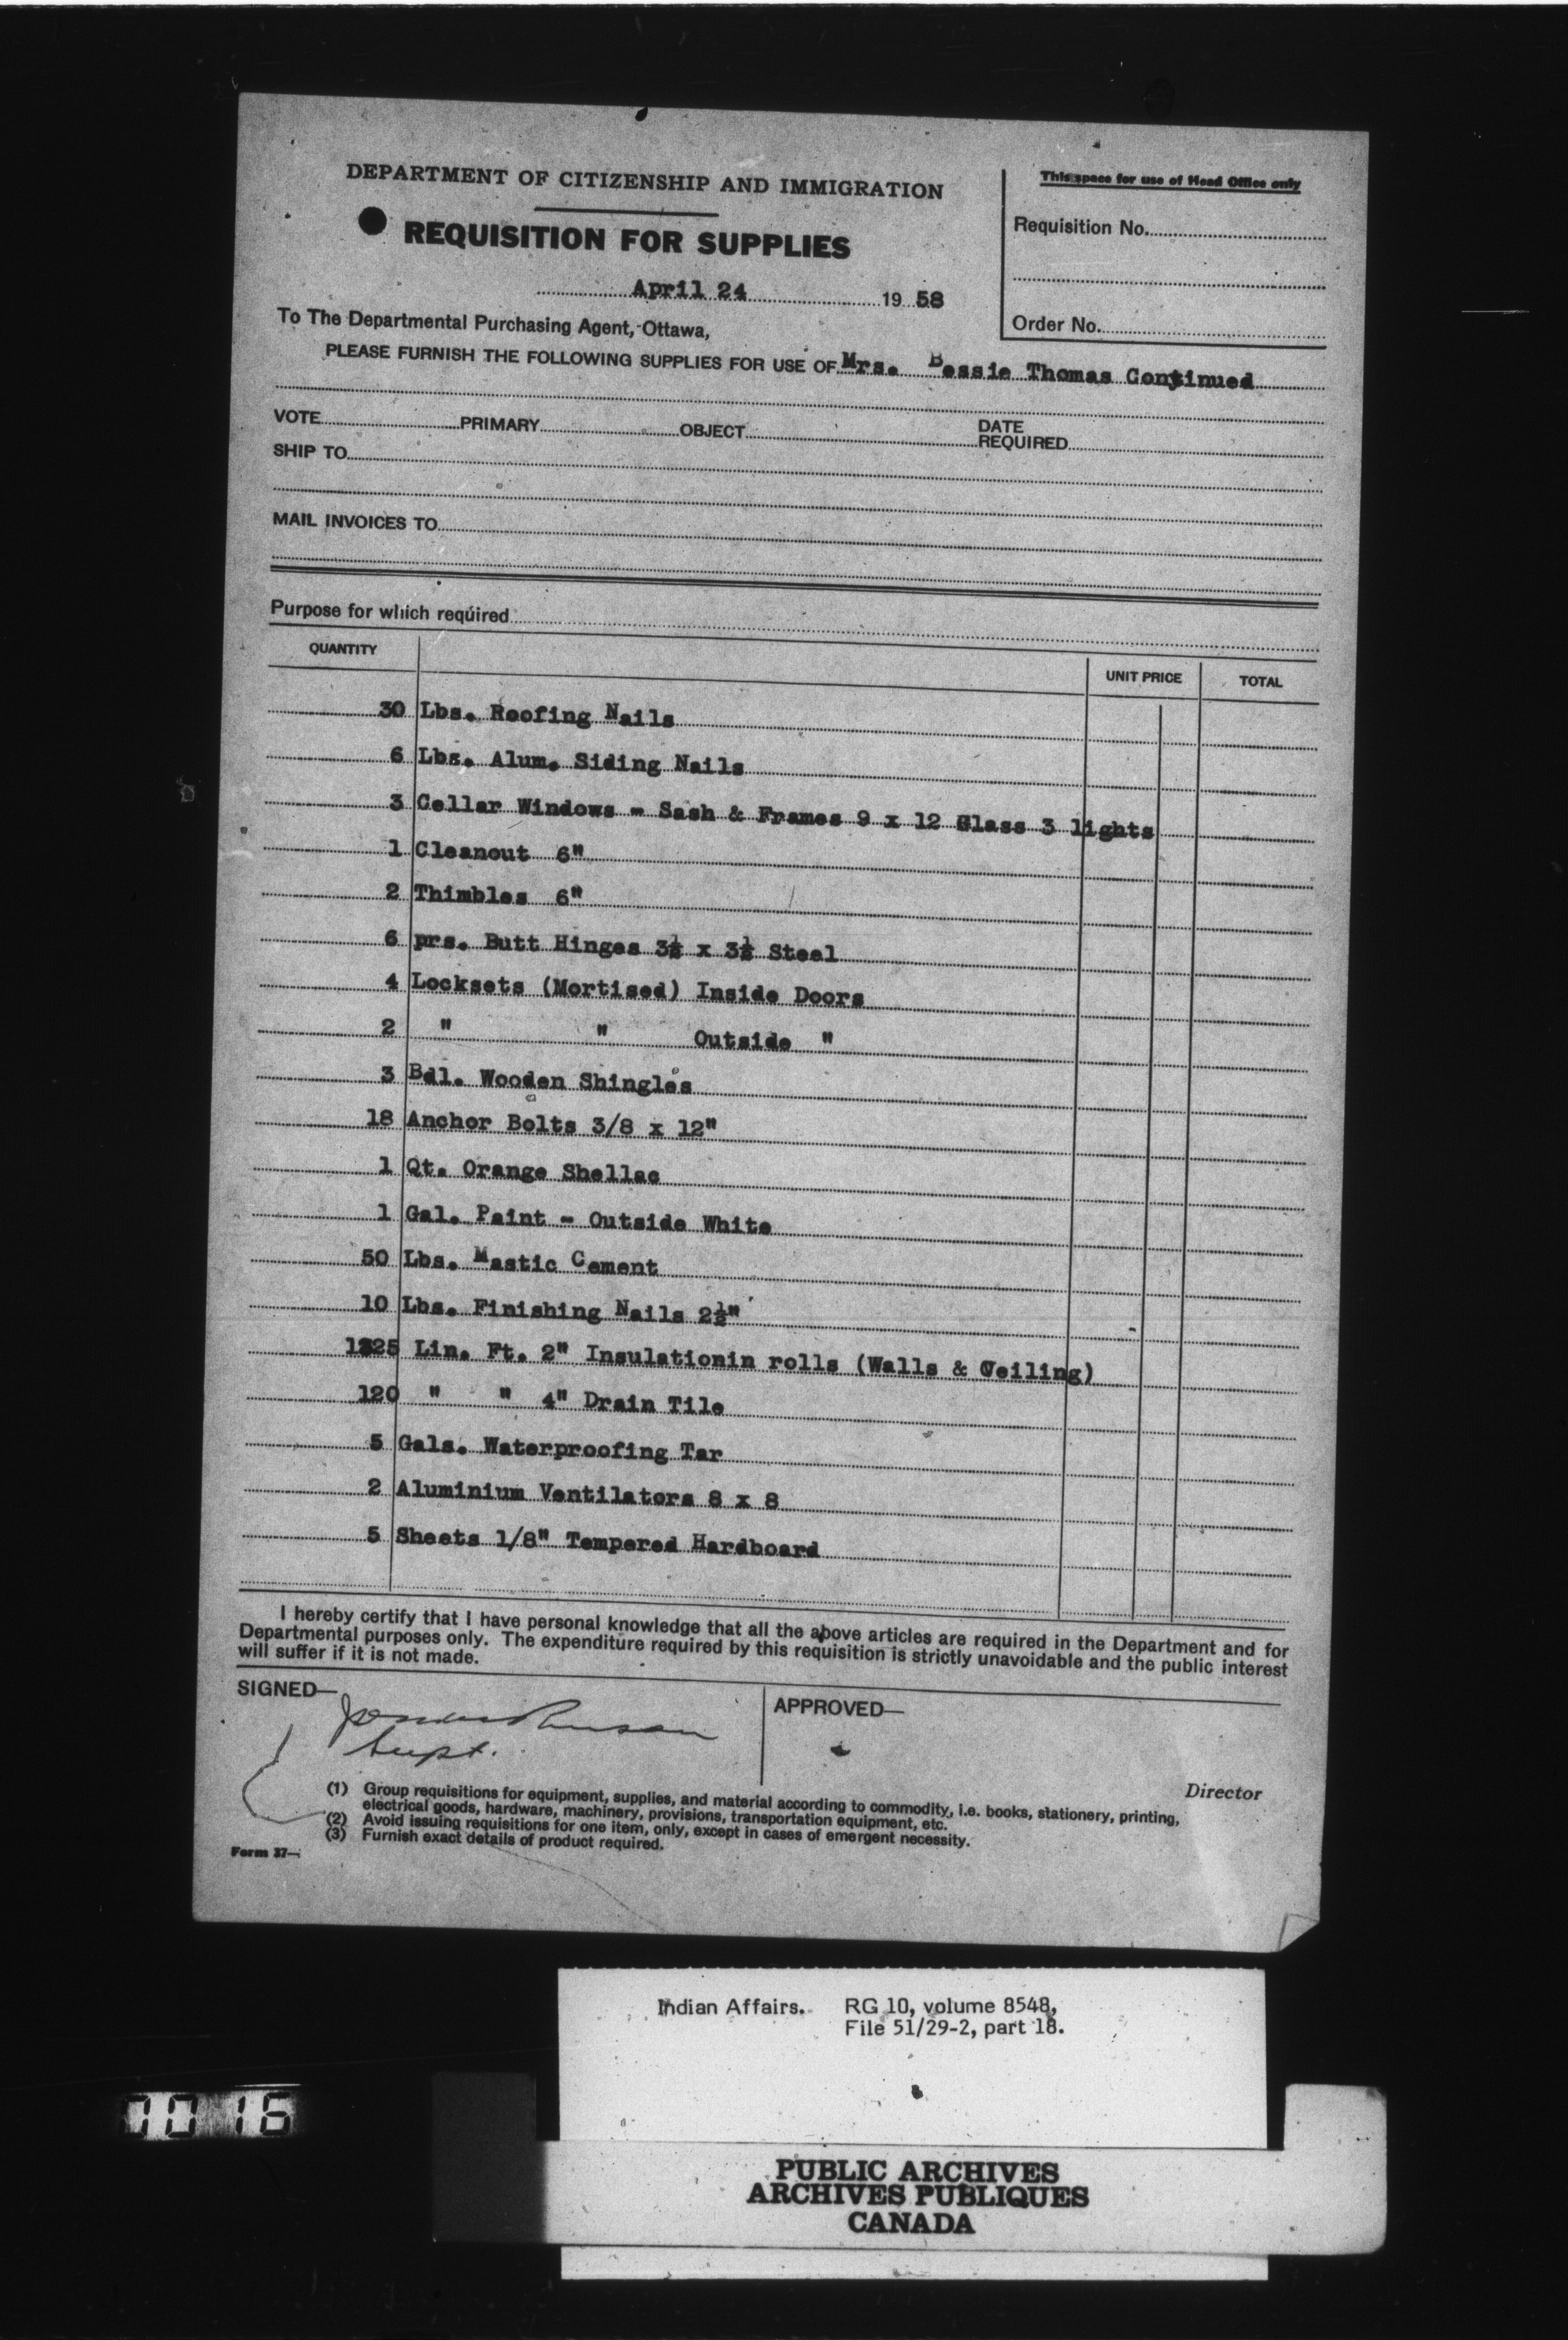 DEPARTMENT OF CITIZENSHIP AND IMMIGRATION
REQUISITION FOR SUPPLIES
April 24 19 58
This space for use of Head Office only
Requisition No.
Order No.
To The Departmental Purchasing Agent, Ottawa,
PLEASE FURNISH THE FOLLOWING SUPPLIES FOR USE OF Mrs. Bessie Thomas Continued
VOTE PRIMARY OBJECT DATE REQUIRED
SHIP TO
MAIL INVOICES TO
Purpose for which required
QUANTITY UNIT PRICE TOTAL
30 Lbs. Roofing Nails
6 Lbs. Alum. Siding Nails
3 Cellar Windows - Sash & Frames 9 x 12 Glass 3 lights
1 Cleanout 6"
2 Thimbles 6"
6 prs. Butt Hinges 3½ x 3½ Steel
4 Locksets (Mortised) Inside Doors
2 " " Outside "
3 Bdl. Wooden Shingles
18 Anchor Bolts 3/8 x 12"
1 Qt. Orange Shellac
1 Gal. Paint - Outside White
50 Lbs. Mastic Cement
10 Lbs. Finishing Nails 2½"
Lin. Ft. 2" Insulationin rolls (Walls & Ceiling)
120 " " 4" Drain Tile
5 Gals. Waterproofing Tar
2 Aluminium Ventilators 8 x 8
5 Sheets 1/8" Tempered Hardboard
I hereby certify that I have personal knowledge that all the above articles are required in the Department and for
Departmental purposes only. The expenditure required by this requisition is strictly unavoidable and the public interest
will suffer if it is not made.
SIGNED—
Supt.
APPROVED—
Director
(1) Group requisitions for equipment, supplies, and material according to commodity, i.e. books, stationery, printing,
electrical goods, hardware, machinery, provisions, transportation equipment, etc.
(2) Avoid issuing requisitions for one item, only, except in cases of emergent necessity.
(3) Furnish exact details of product required.
Form 37—
Indian Affairs. RG 10, volume 8548,
File 51/29-2, part 18.
PUBLIC ARCHIVES
ARCHIVES PUBLIQUES
CANADA